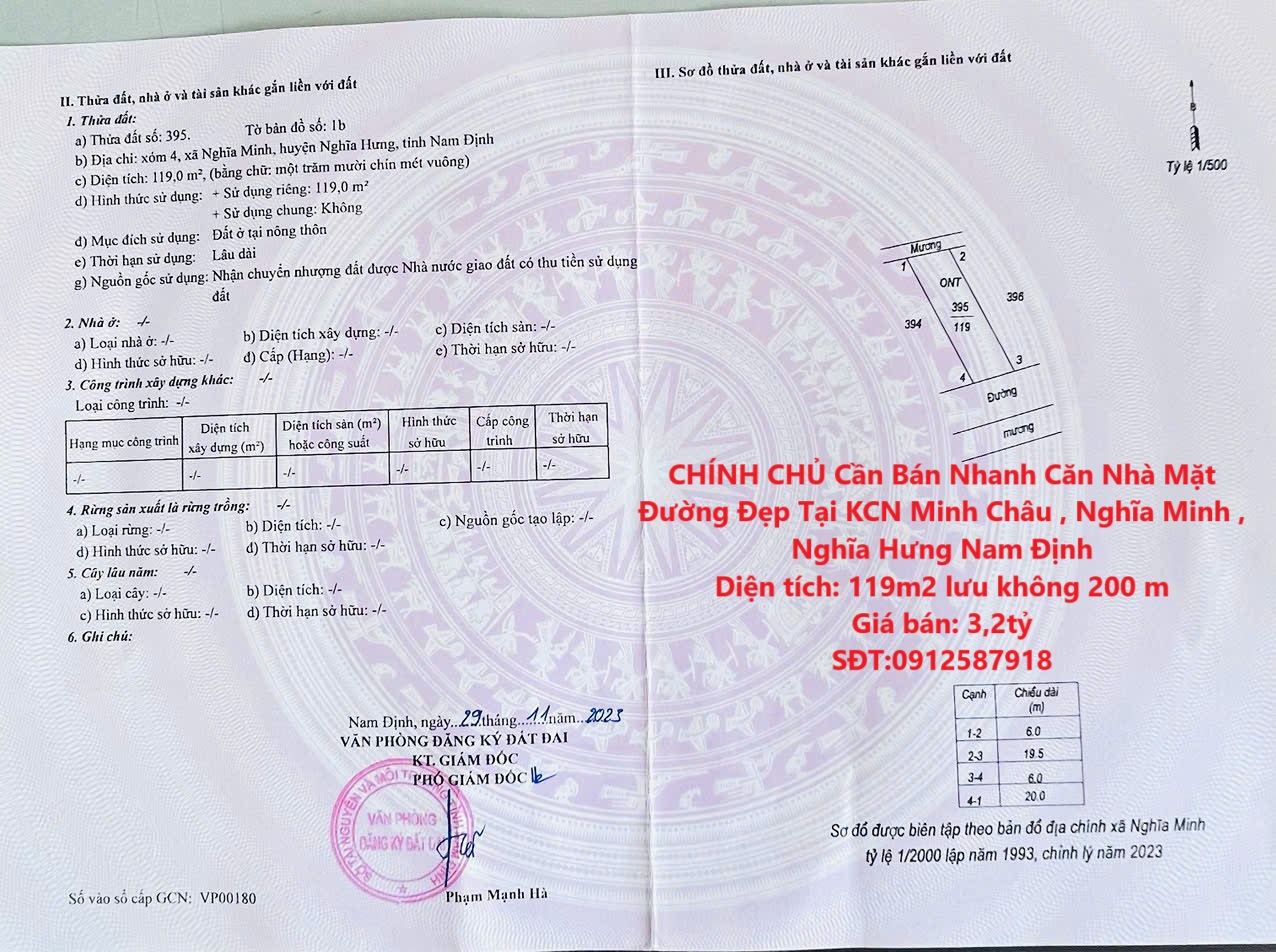 II. Thửa đất, nhà ở và tài sản khác gắn liền với đất
1. Thửa đất:
a) Thửa đất số: 395. Tờ bản đồ số: 1b
b) Địa chỉ: xóm 4, xã Nghĩa Minh, huyện Nghĩa Hưng, tỉnh Nam Định
c) Diện tích: 119,0 m², (bằng chữ: một trăm mười chín mét vuông)
d) Hình thức sử dụng: + Sử dụng riêng: 119,0 m²
+ Sử dụng chung: Không
đ) Mục đích sử dụng: Đất ở tại nông thôn
e) Thời hạn sử dụng: Lâu dài
g) Nguồn gốc sử dụng: Nhận chuyển nhượng đất được Nhà nước giao đất có thu tiền sử dụng
đất
2. Nhà ở: -/-
a) Loại nhà ở: -/- b) Diện tích xây dựng: -/- c) Diện tích sàn: -/-
d) Hình thức sở hữu: -/- đ) Cấp (Hạng): -/- e) Thời hạn sở hữu: -/-
3. Công trình xây dựng khác: -/-
Loại công trình: -/-
Hạng mục công trình Diện tích xây dựng (m²) Diện tích sàn (m²) hoặc công suất Hình thức sở hữu Cấp công trình Thời hạn sở hữu
-/- -/- -/- -/- -/- -/-
4. Rừng sản xuất là rừng trồng: -/-
a) Loại rừng: -/- b) Diện tích: -/- c) Nguồn gốc tạo lập: -/-
d) Hình thức sở hữu: -/- đ) Thời hạn sở hữu: -/-
5. Cây lâu năm: -/-
a) Loại cây: -/- b) Diện tích: -/-
c) Hình thức sở hữu: -/- d) Thời hạn sở hữu: -/-
6. Ghi chú:
Nam Định, ngày..29.tháng..11.năm..2023
VĂN PHÒNG ĐĂNG KÝ ĐẤT ĐAI
KT. GIÁM ĐỐC
PHÓ GIÁM ĐỐC
SỞ TÀI NGUYÊN VÀ MÔI TRƯỜNG TỈNH NAM ĐỊNH
VĂN PHÒNG
ĐĂNG KÝ ĐẤT ĐAI
Phạm Mạnh Hà
Số vào sổ cấp GCN: VP00180
III. Sơ đồ thửa đất, nhà ở và tài sản khác gắn liền với đất
B
Tỷ lệ 1/500
Mương
1 2
ONT
395
119
394
396
3
4
Đường
mương
CHÍNH CHỦ Cần Bán Nhanh Căn Nhà Mặt
Đường Đẹp Tại KCN Minh Châu , Nghĩa Minh ,
Nghĩa Hưng Nam Định
Diện tích: 119m2 lưu không 200 m
Giá bán: 3,2tỷ
SĐT:0912587918
Cạnh Chiều dài (m)
1-2 6.0
2-3 19.5
3-4 6.0
4-1 20.0
Sơ đồ được biên tập theo bản đồ địa chính xã Nghĩa Minh
tỷ lệ 1/2000 lập năm 1993, chỉnh lý năm 2023